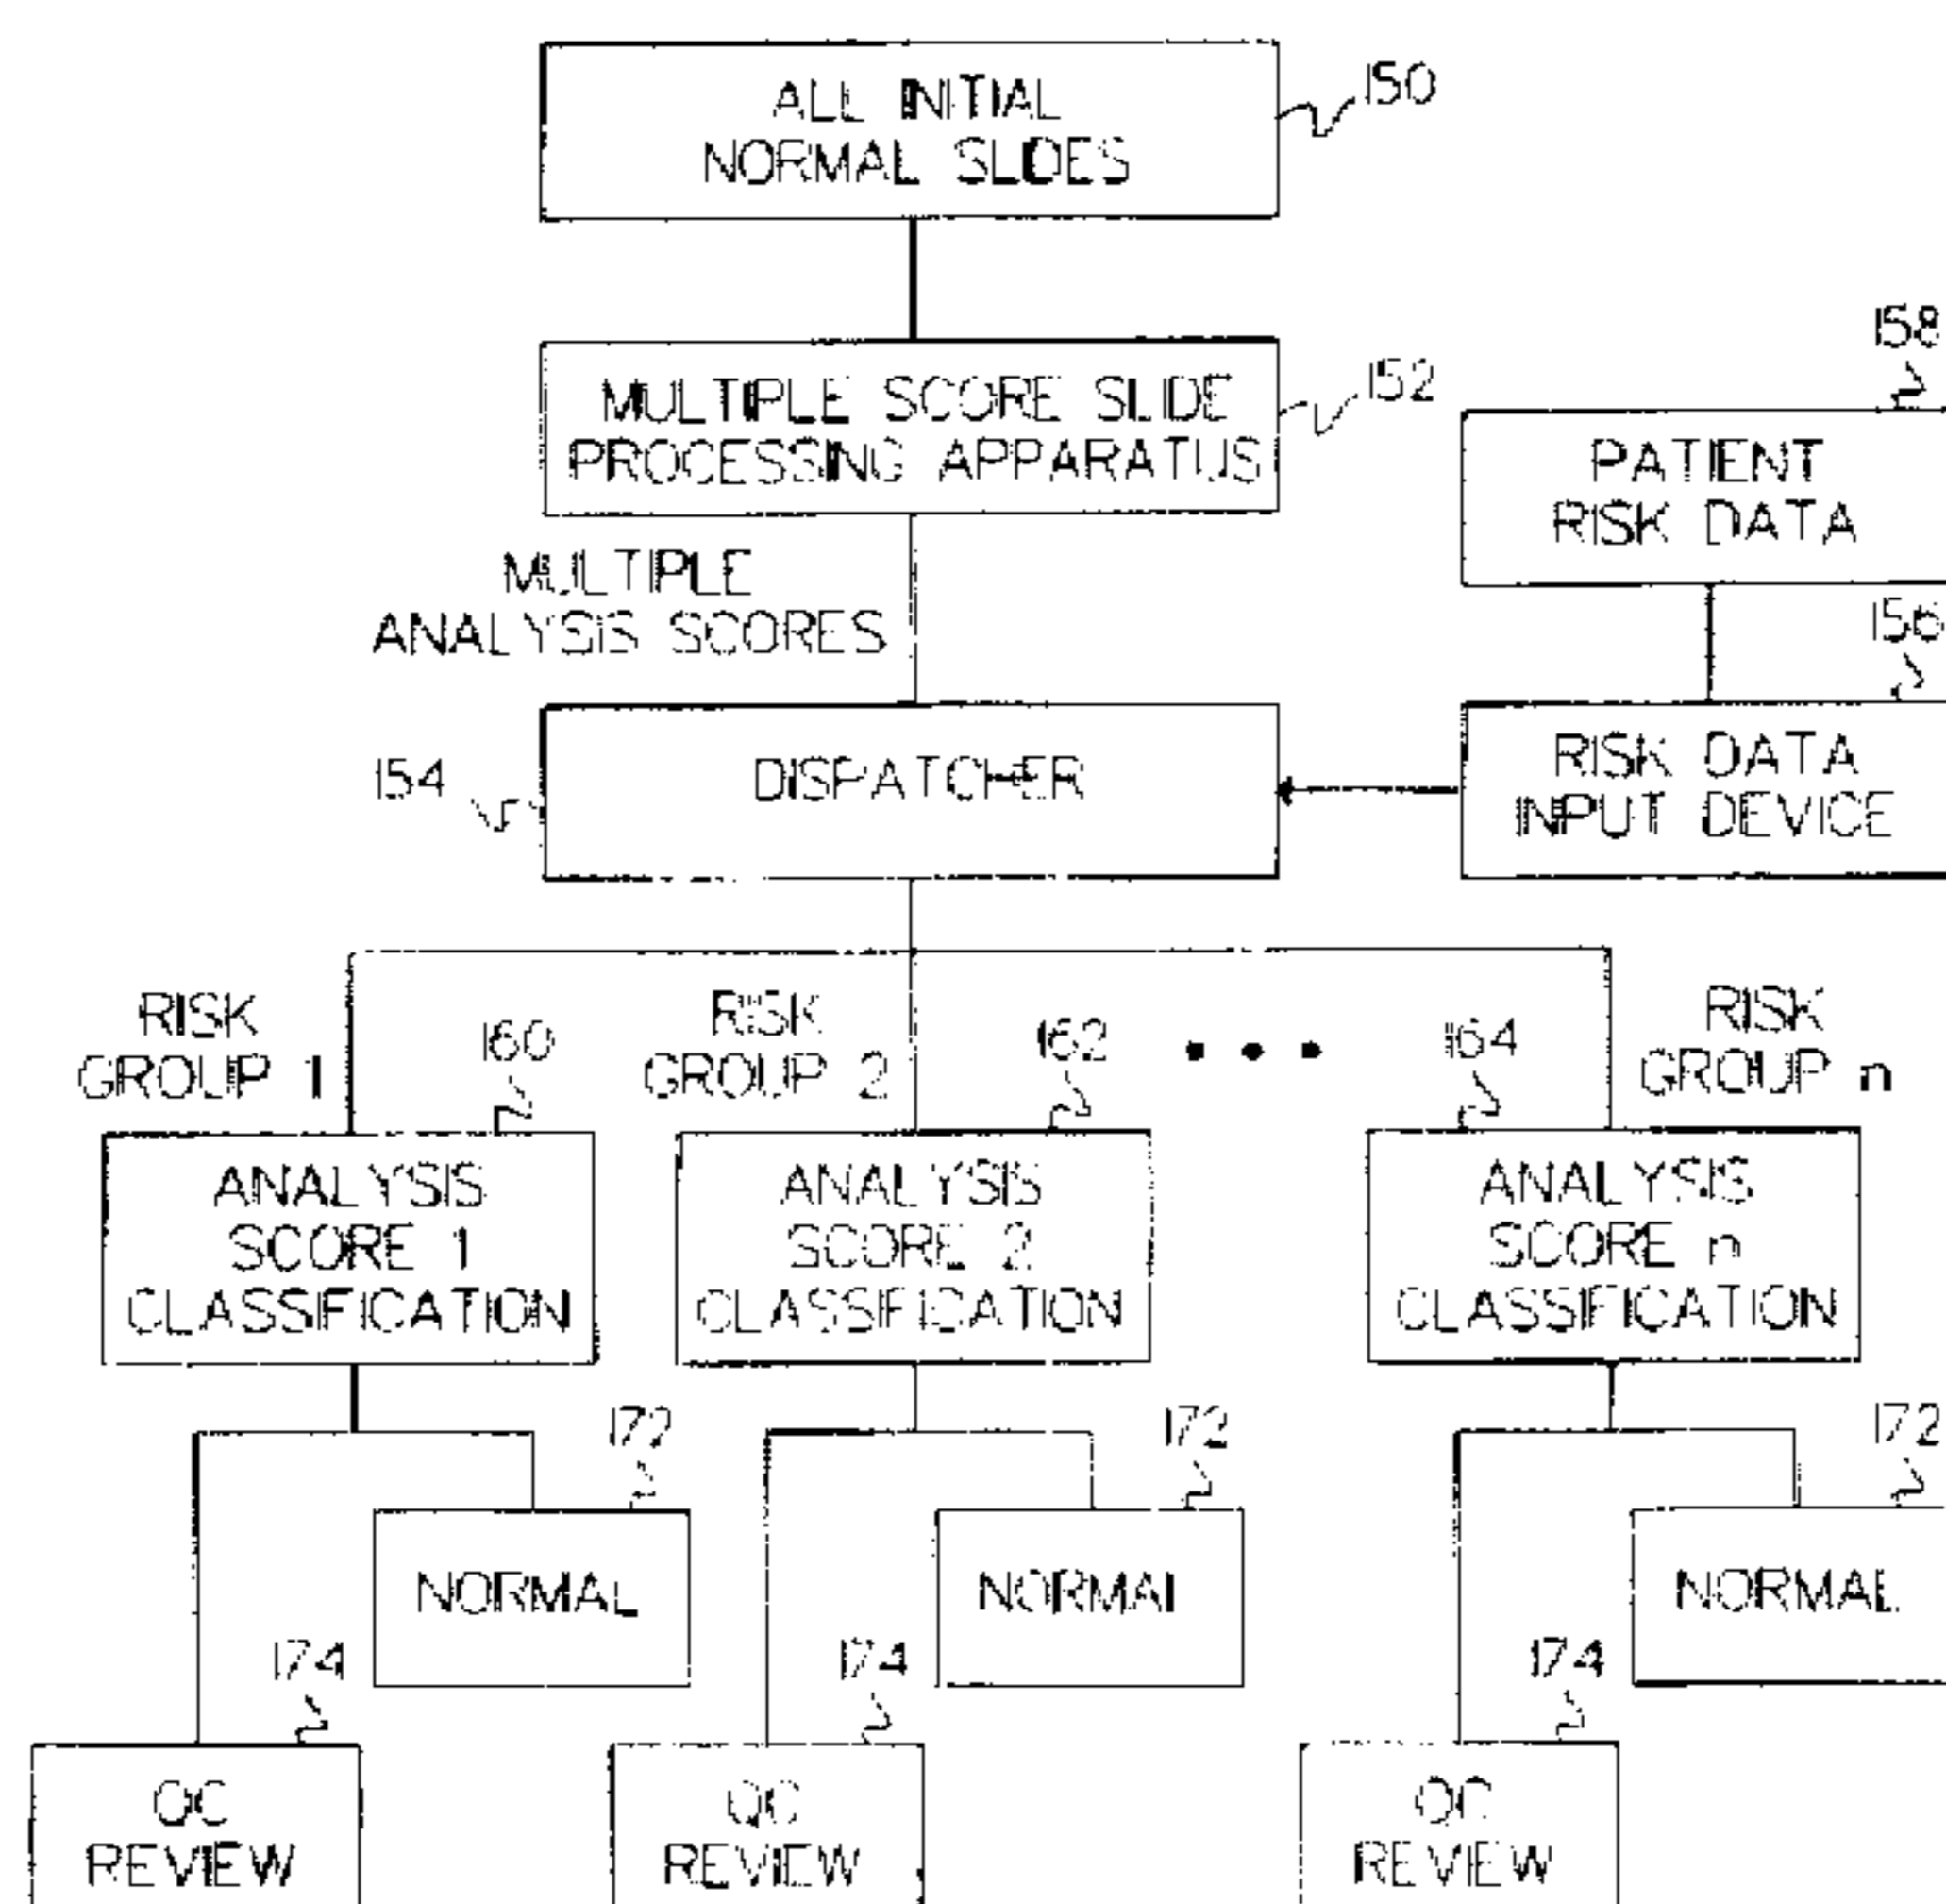 ALL INITIAL
NORMAL SLIDES
150
MULTIPLE SCORE SLIDE
PROCESSING APPARATUS
152
158
PATIENT
RISK DATA
MULTIPLE
ANALYSIS SCORES
156
154
DISPATCHER
RISK DATA
INPUT DEVICE
RISK
GROUP 1
160
RISK
GROUP 2
162
• • •
164
RISK
GROUP n
ANALYSIS
SCORE 1
CLASSIFICATION
ANALYSIS
SCORE 2
CLASSIFICATION
ANALYSIS
SCORE n
CLASSIFICATION
172
172
172
NORMAL
NORMAL
NORMAL
174
174
174
QC
REVIEW
QC
REVIEW
QC
REVIEW